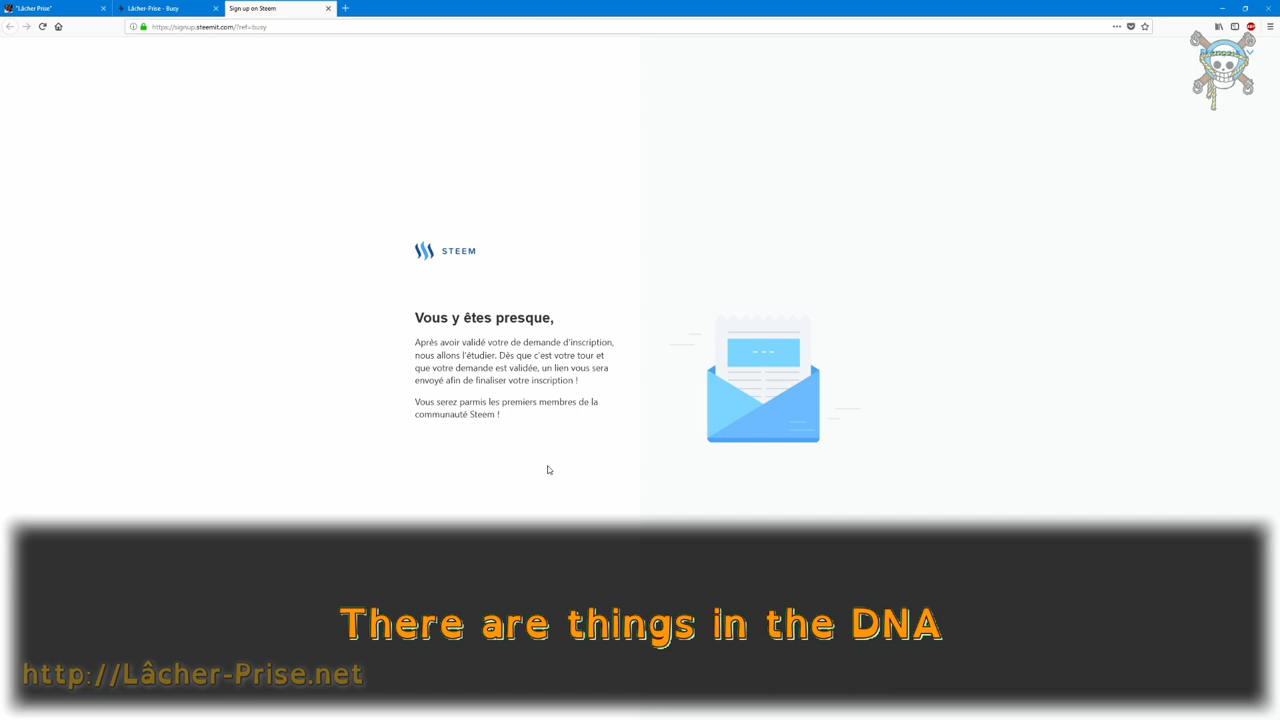 "Lâcher Prise"
Lâcher-Prise - Busy
Sign up on Steem
https://signup.steemit.com/?ref=busy
Français
STEEM
Vous y êtes presque,
Après avoir validé votre de demande d'inscription,
nous allons l'étudier. Dès que c'est votre tour et
que votre demande est validée, un lien vous sera
envoyé afin de finaliser votre inscription !
Vous serez parmis les premiers membres de la
communauté Steem !
There are things in the DNA
http://Lâcher-Prise.net